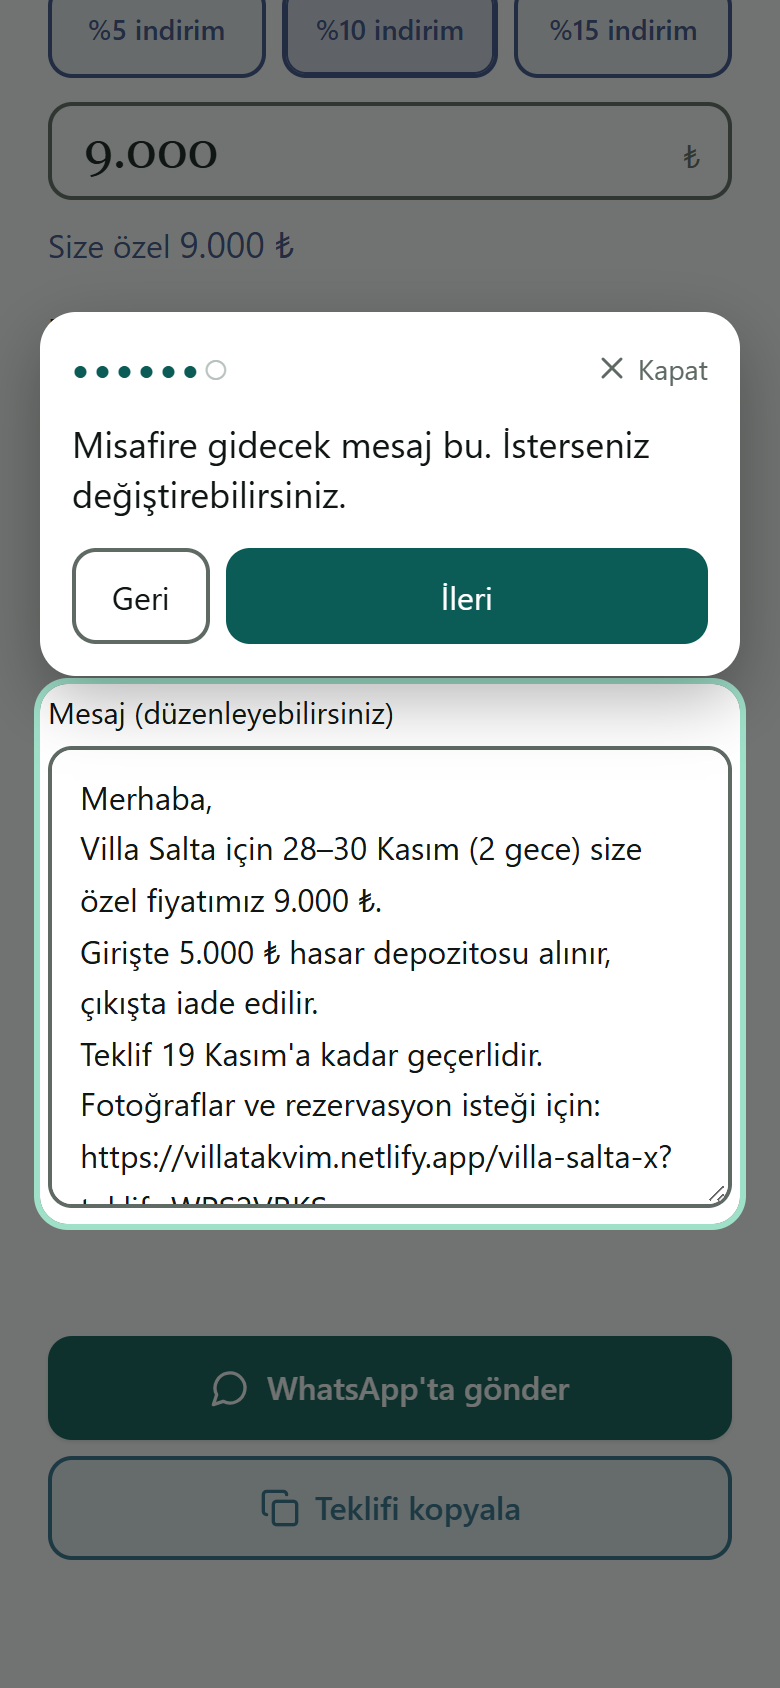 %5 indirim
%10 indirim
%15 indirim
9.000 ₺
Size özel 9.000 ₺
Kapat
Misafire gidecek mesaj bu. İsterseniz
değiştirebilirsiniz.
Geri
İleri
Mesaj (düzenleyebilirsiniz)
Merhaba,
Villa Salta için 28–30 Kasım (2 gece) size
özel fiyatımız 9.000 ₺.
Girişte 5.000 ₺ hasar depozitosu alınır,
çıkışta iade edilir.
Teklif 19 Kasım'a kadar geçerlidir.
Fotoğraflar ve rezervasyon isteği için:
https://villatakvim.netlify.app/villa-salta-x?
WhatsApp'ta gönder
Teklifi kopyala